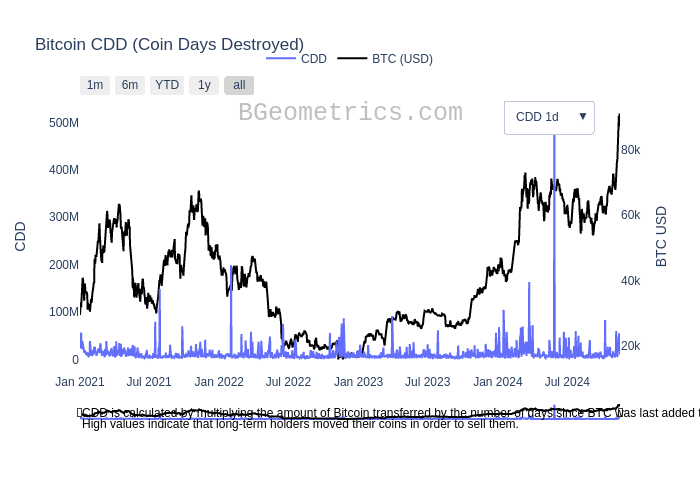 Bitcoin CDD (Coin Days Destroyed)
CDD
BTC (USD)
1m
6m
YTD
1y
all
BGeometrics.com
CDD 1d ▼
500M
400M
300M
200M
100M
0
CDD
80k
60k
40k
20k
BTC USD
Jan 2021
Jul 2021
Jan 2022
Jul 2022
Jan 2023
Jul 2023
Jan 2024
Jul 2024
CDD is calculated by multiplying the amount of Bitcoin transferred by the number of days since BTC was last added t
High values indicate that long-term holders moved their coins in order to sell them.